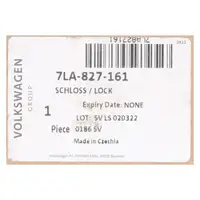 7LA827161
VOLKSWAGEN
GROUP
7LA-827-161
SCHLOSS / LOCK
Expiry Date: NONE
LOT: SV LS 020322
1
Piece
0186 SV
Made in Czechia